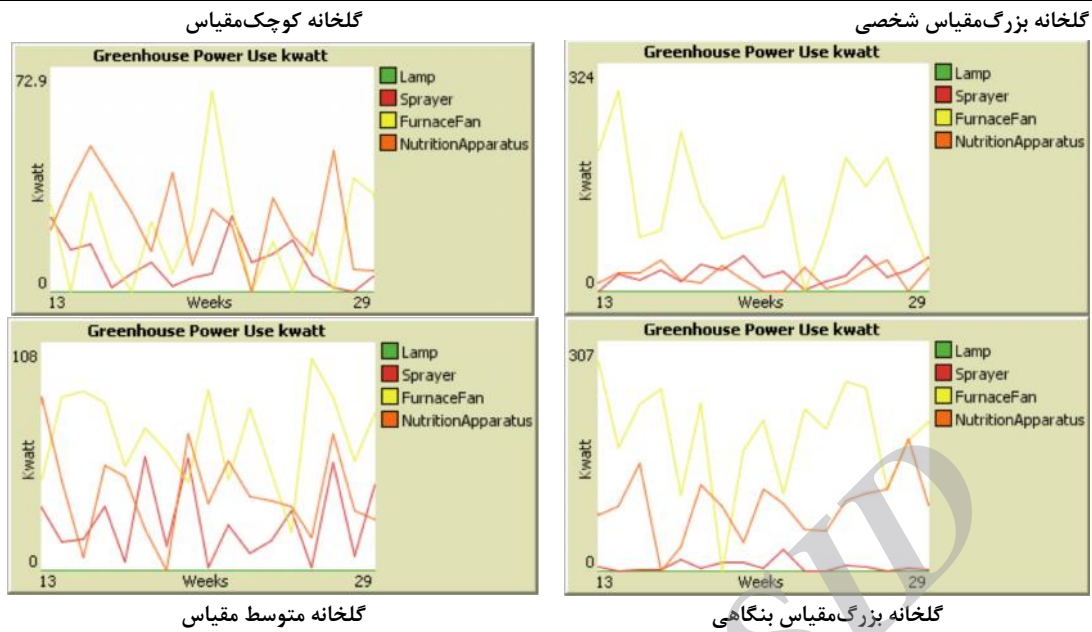 گلخانه بزرگ‌مقیاس شخصی
گلخانه کوچک‌مقیاس
Greenhouse Power Use kwatt
72.9
Kwatt
0
13
Weeks
29
Lamp
Sprayer
FurnaceFan
NutritionApparatus
Greenhouse Power Use kwatt
324
Kwatt
0
13
Weeks
29
Lamp
Sprayer
FurnaceFan
NutritionApparatus
Greenhouse Power Use kwatt
108
Kwatt
0
13
Weeks
29
Lamp
Sprayer
FurnaceFan
NutritionApparatus
Greenhouse Power Use kwatt
307
Kwatt
0
13
Weeks
29
Lamp
Sprayer
FurnaceFan
NutritionApparatus
گلخانه بزرگ‌مقیاس بنگاهی
گلخانه متوسط مقیاس